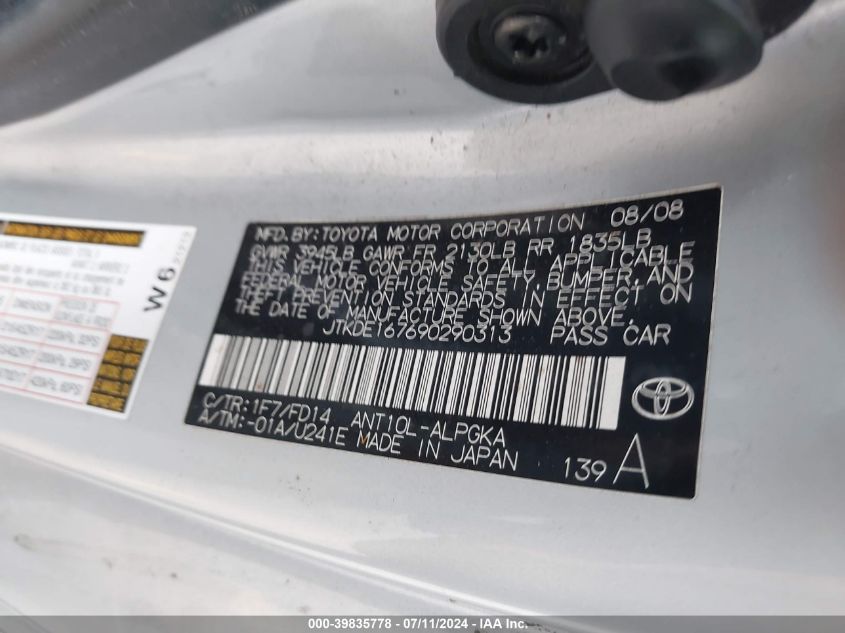 MFD. BY: TOYOTA MOTOR CORPORATION 08/08
GVWR 3945LB GAWR FR 2130LB RR 1835LB
THIS VEHICLE CONFORMS TO ALL APPLICABLE
FEDERAL MOTOR VEHICLE SAFETY, BUMPER, AND
THEFT PREVENTION STANDARDS IN EFFECT ON
THE DATE OF MANUFACTURE SHOWN ABOVE.
JTKDE167690290313 PASS CAR
C/TR: 1F7/FD14 ANT10L-ALPGKA
A/TM: -01A/U241E MADE IN JAPAN
139 A
W6
000-39835778 - 07/11/2024 - IAA Inc.